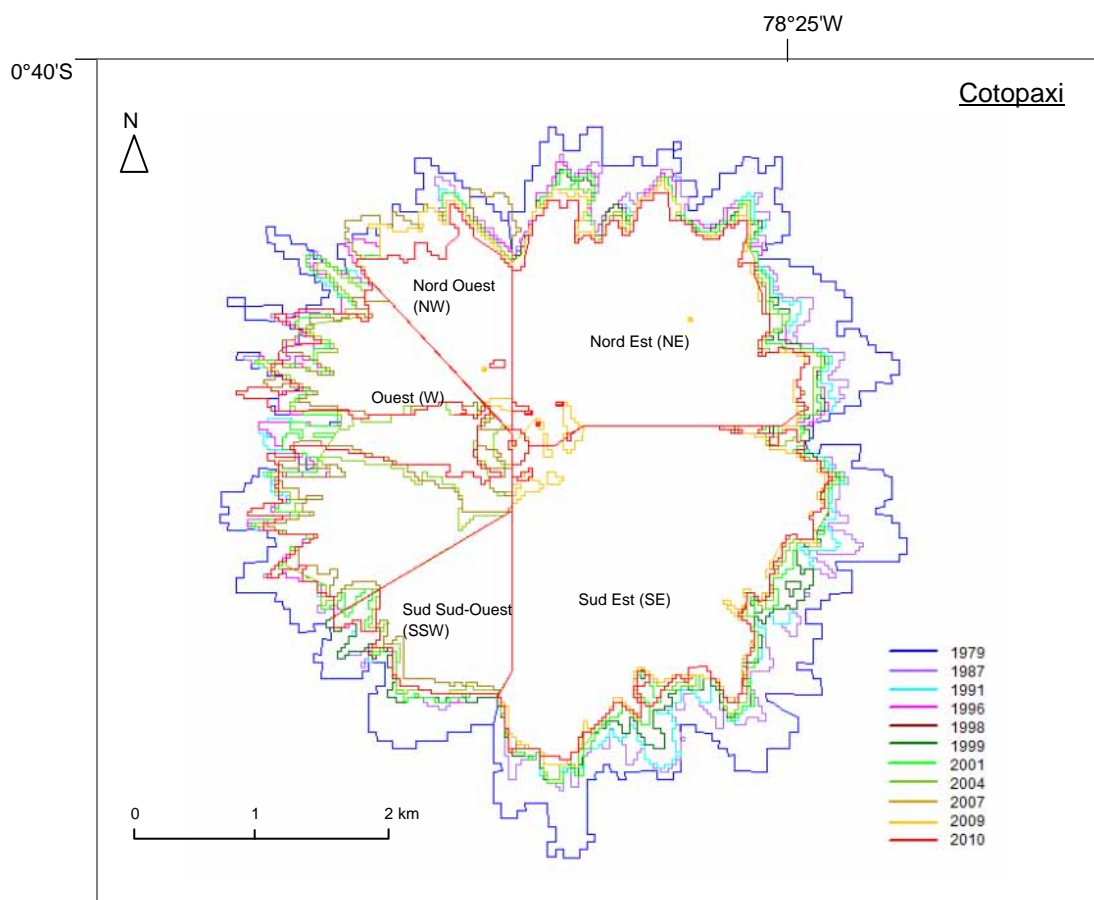 78°25'W
0°40'S
Cotopaxi
N
Nord Ouest
(NW)
Nord Est (NE)
Ouest (W)
Sud Sud-Ouest
(SSW)
Sud Est (SE)
0 1 2 km
1979
1987
1991
1996
1998
1999
2001
2004
2007
2009
2010